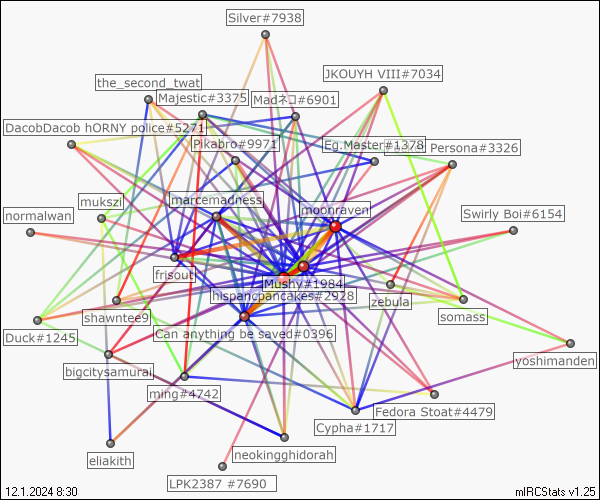 Silver#7938
JKOUYH VIII#7034
the_second_twat
Majestic#3375
Madネコ#6901
DacobDacob hORNY police#5271
Pikabro#9971
Eg.Master#1378
Persona#3326
mukszi
marcemadness
moonraven
normalwan
Swirly Boi#6154
frisout
Mushy#1984
hispancpancakes#2928
zebula
somass
shawntee9
Duck#1245
Can anything be saved#0396
yoshimanden
bigcitysamurai
ming#4742
Fedora Stoat#4479
Cypha#1717
eliakith
neokingghidorah
LPK2387 #7690
12.1.2024 8:30
mIRCStats v1.25